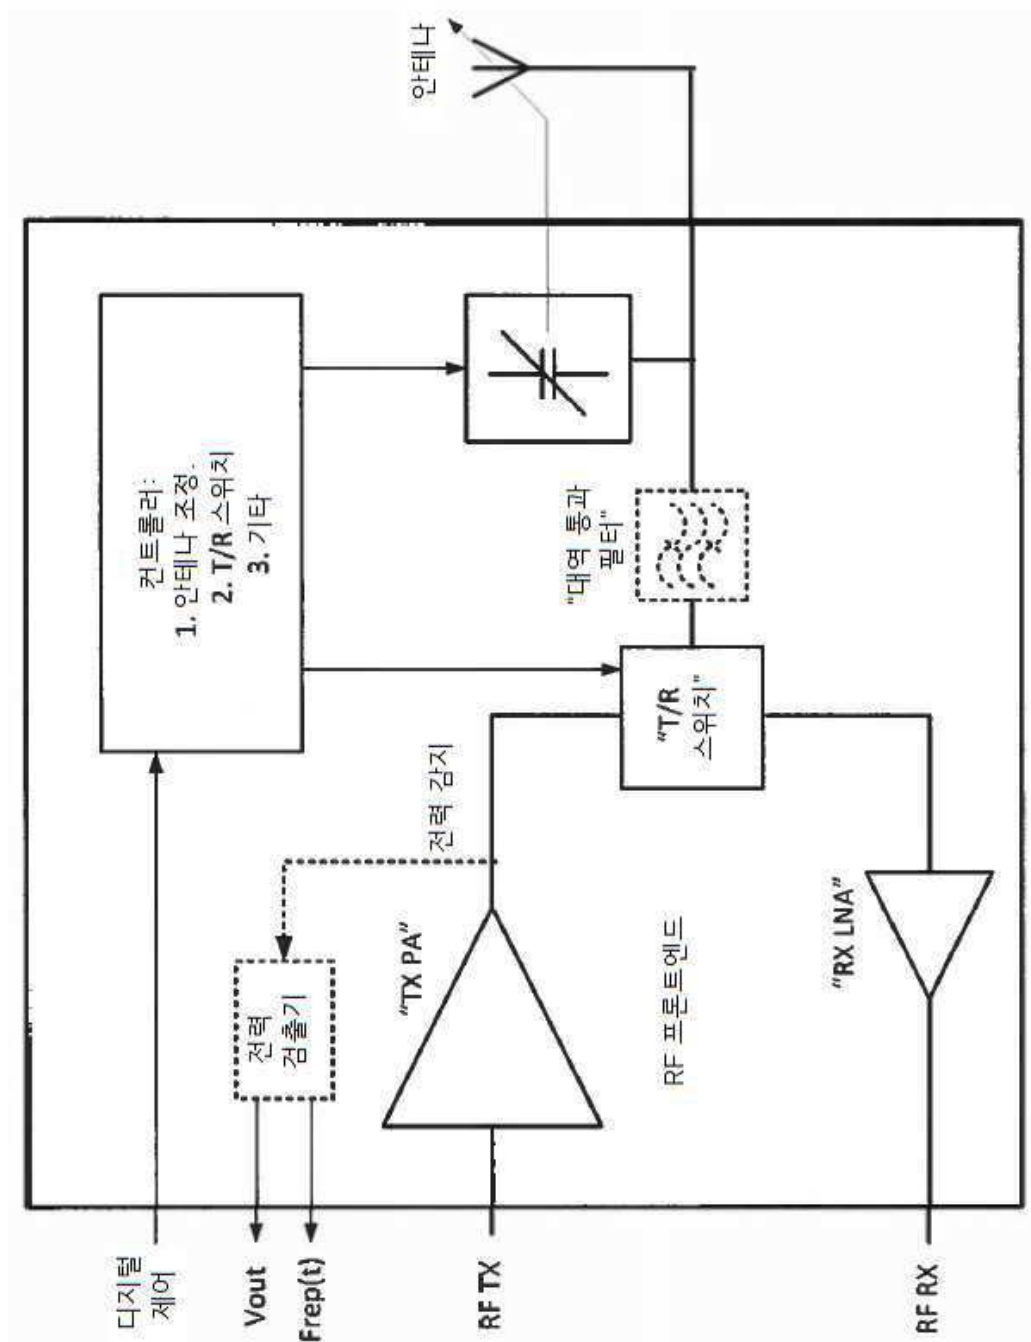 안테나
컨트롤러:
1. 안테나 조정.
2. T/R 스위치
3. 기타
"대역 통과
필터"
"T/R
스위치"
전력 감지
전력
검출기
"TX PA"
RF 프론트엔드
"RX LNA"
디지털
제어
Vout
Frep(t)
RF TX
RF RX